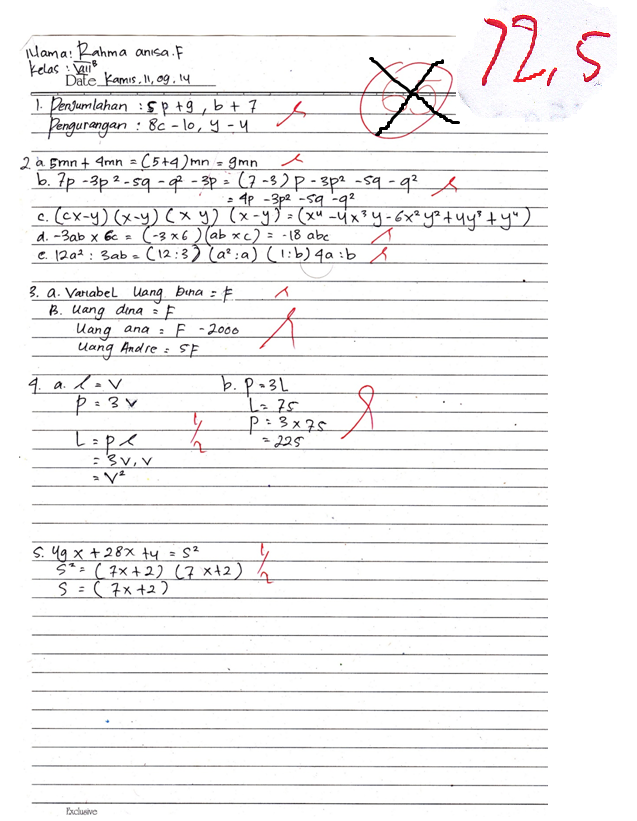 Nama: Rahma anisa.F
72,5
Kelas : VIII B
Date Kamis, 11, 09, 14
65
1. Penjumlahan : 5p + 9 , b + 7
Pengurangan : 8c - 10, y - 4
2. a. 5mn + 4mn = (5+4) mn = 9mn
b. 7p - 3p² - 5q - q² - 3p = (7-3) p - 3p² - 5q - q²
= 4p - 3p² - 5q - q²
c. (cx-y) (x-y) (x y) (x-y) = (x⁴ - 4x³y - 6x²y² + 4y³ + y⁴)
d. -3ab x 6c = (-3 x 6) (ab x c) = -18 abc
e. 12a² : 3ab = (12 : 3) (a² : a) (1 : b) 4a : b
3. a. Variabel Uang Dina = F
B. Uang dina = F
Uang ana = F - 2000
Uang Andre = 5F
4. a. l = V
b. P = 3L
P = 3 V
L = 75
P = 3 x 75
1/2
L = p l
= 225
= 3V, V
= V²
5. 49 x + 28x + 4 = S²
1/2
S² = (7x+2) (7x+2)
S = (7x+2)
Exclusive